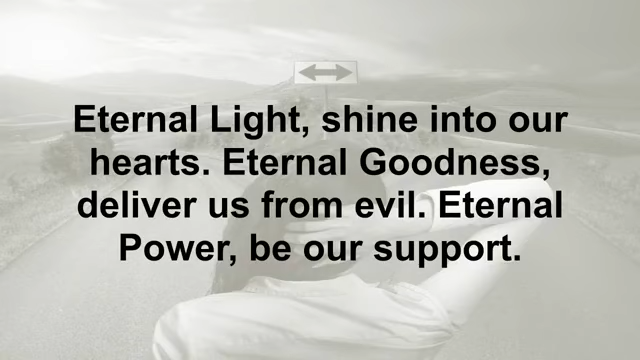 Eternal Light, shine into our
hearts. Eternal Goodness,
deliver us from evil. Eternal
Power, be our support.